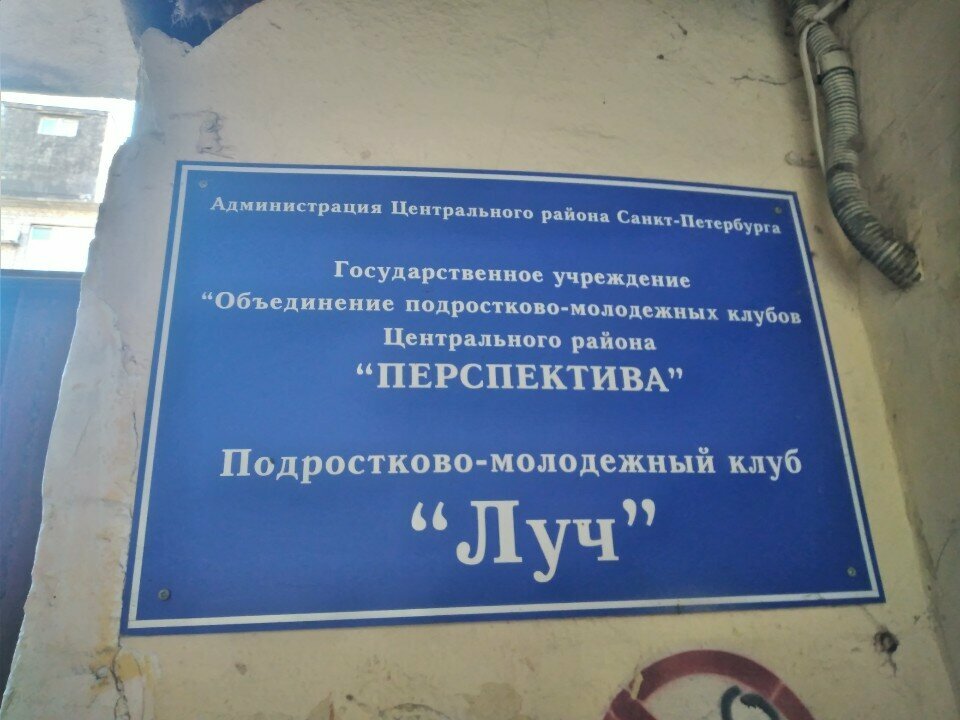 Администрация Центрального района Санкт-Петербурга
Государственное учреждение
“Объединение подростково-молодежных клубов
Центрального района
“ПЕРСПЕКТИВА”
Подростково-молодежный клуб
“Луч”